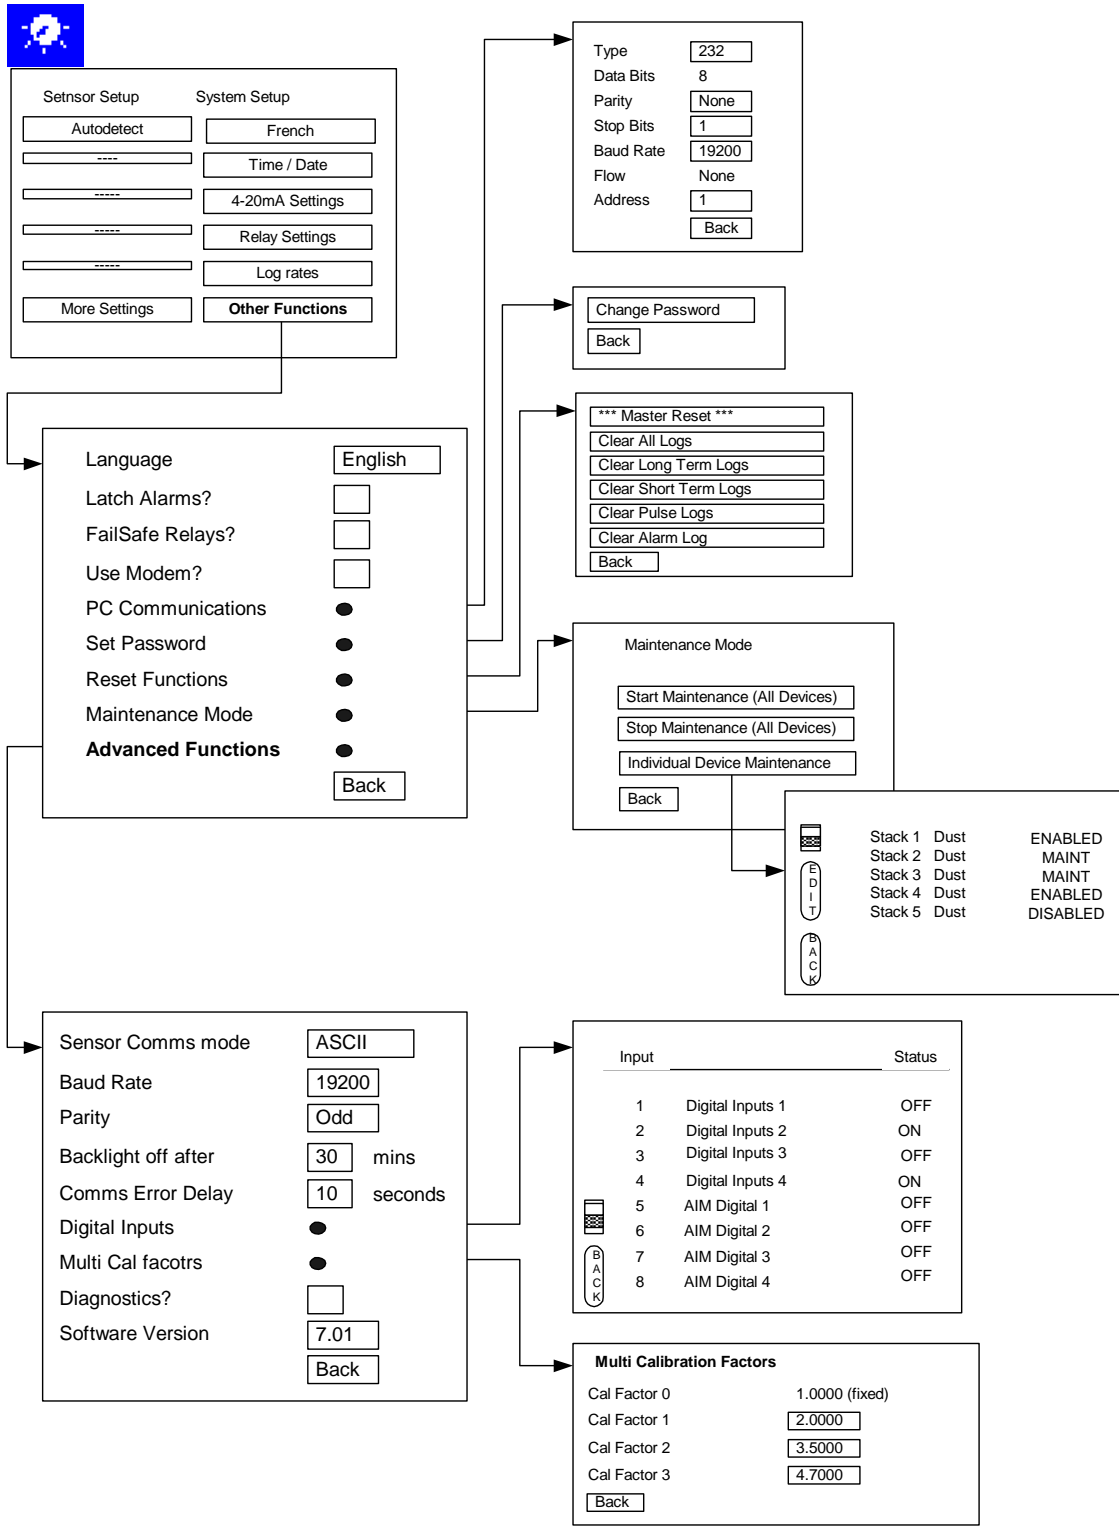 Setnsor Setup System Setup
Autodetect French
---- Time / Date
----- 4-20mA Settings
----- Relay Settings
----- Log rates
More Settings Other Functions
Type 232
Data Bits 8
Parity None
Stop Bits 1
Baud Rate 19200
Flow None
Address 1
Back
Change Password
Back
*** Master Reset ***
Clear All Logs
Clear Long Term Logs
Clear Short Term Logs
Clear Pulse Logs
Clear Alarm Log
Back
Language English
Latch Alarms?
FailSafe Relays?
Use Modem?
PC Communications
Set Password
Reset Functions
Maintenance Mode
Advanced Functions
Back
Maintenance Mode
Start Maintenance (All Devices)
Stop Maintenance (All Devices)
Individual Device Maintenance
Back
Stack 1 Dust ENABLED
Stack 2 Dust MAINT
Stack 3 Dust MAINT
Stack 4 Dust ENABLED
Stack 5 Dust DISABLED
EDIT
BACK
Sensor Comms mode ASCII
Baud Rate 19200
Parity Odd
Backlight off after 30 mins
Comms Error Delay 10 seconds
Digital Inputs
Multi Cal facotrs
Diagnostics?
Software Version 7.01
Back
Input Status
1 Digital Inputs 1 OFF
2 Digital Inputs 2 ON
3 Digital Inputs 3 OFF
4 Digital Inputs 4 ON
5 AIM Digital 1 OFF
6 AIM Digital 2 OFF
7 AIM Digital 3 OFF
8 AIM Digital 4 OFF
BACK
Multi Calibration Factors
Cal Factor 0 1.0000 (fixed)
Cal Factor 1 2.0000
Cal Factor 2 3.5000
Cal Factor 3 4.7000
Back